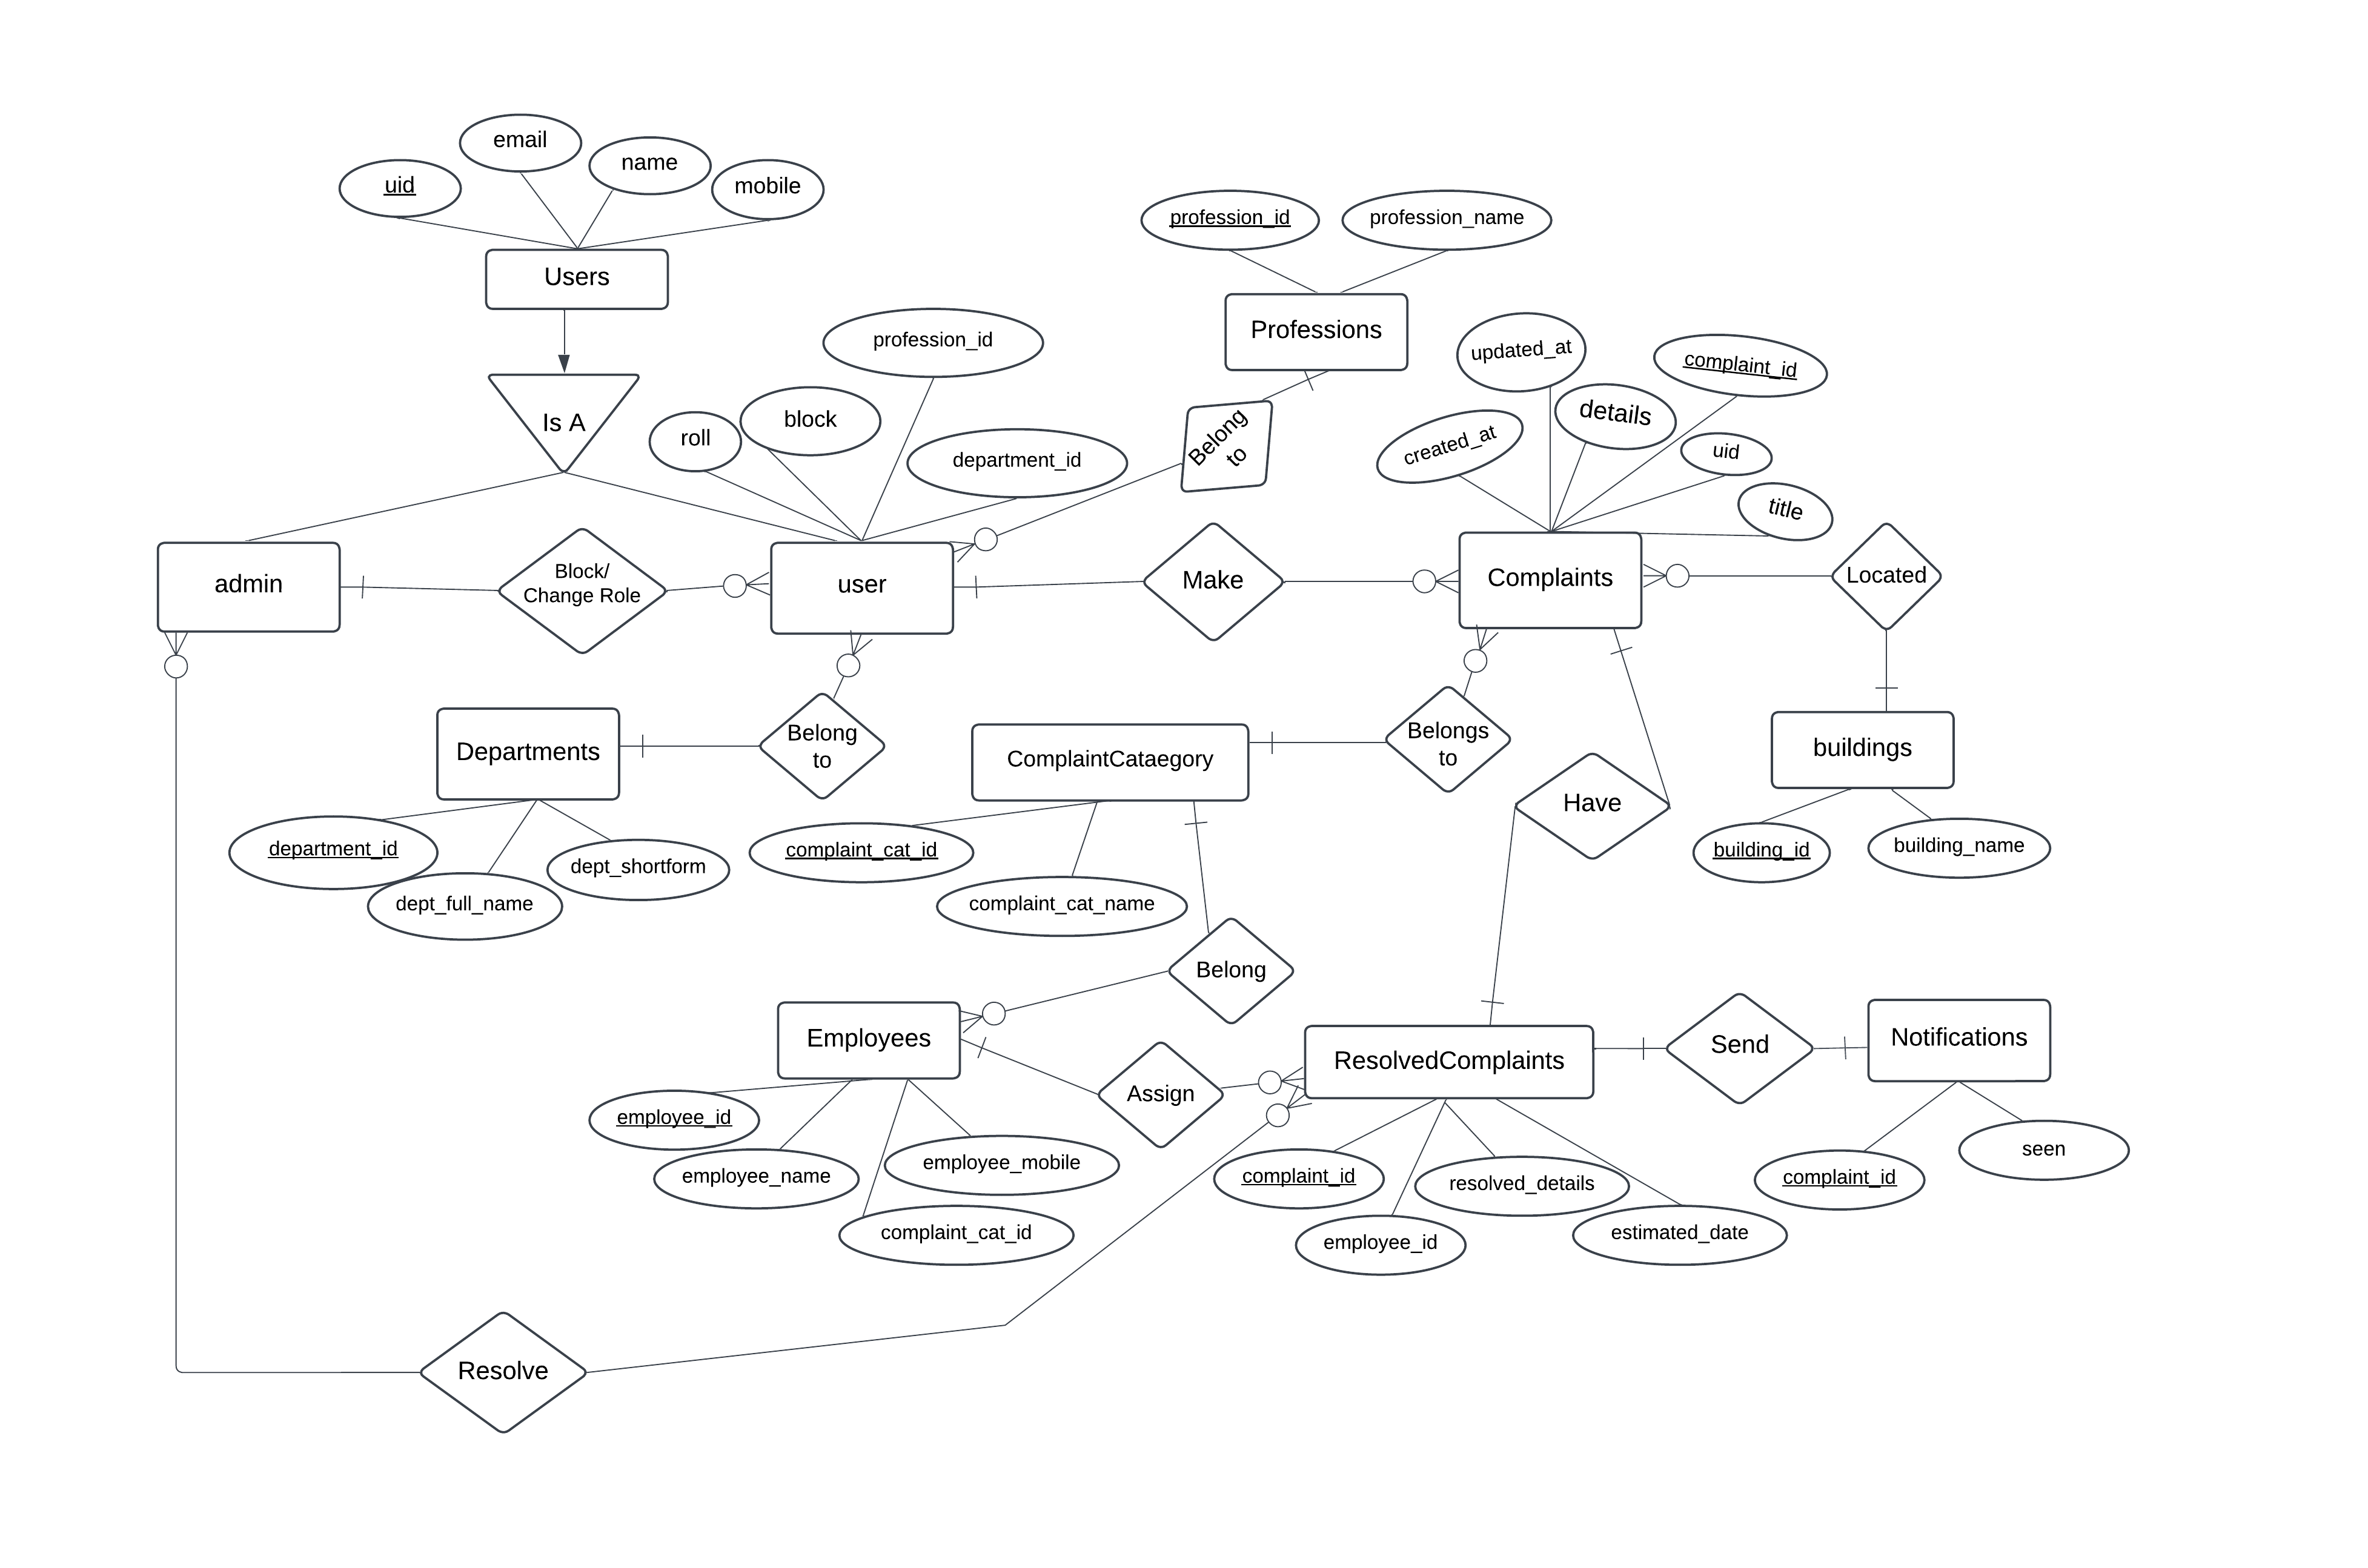 email
name
uid
mobile
Users
profession_id
profession_name
Professions
profession_id
updated_at
complaint_id
details
created_at
uid
title
Is A
roll
block
department_id
Belong
to
admin
Block/
Change Role
user
Make
Complaints
Located
Departments
Belong
to
ComplaintCataegory
Belongs
to
Have
buildings
department_id
dept_shortform
dept_full_name
complaint_cat_id
complaint_cat_name
building_id
building_name
Belong
Employees
Assign
ResolvedComplaints
Send
Notifications
employee_id
employee_name
employee_mobile
complaint_cat_id
complaint_id
resolved_details
employee_id
estimated_date
complaint_id
seen
Resolve